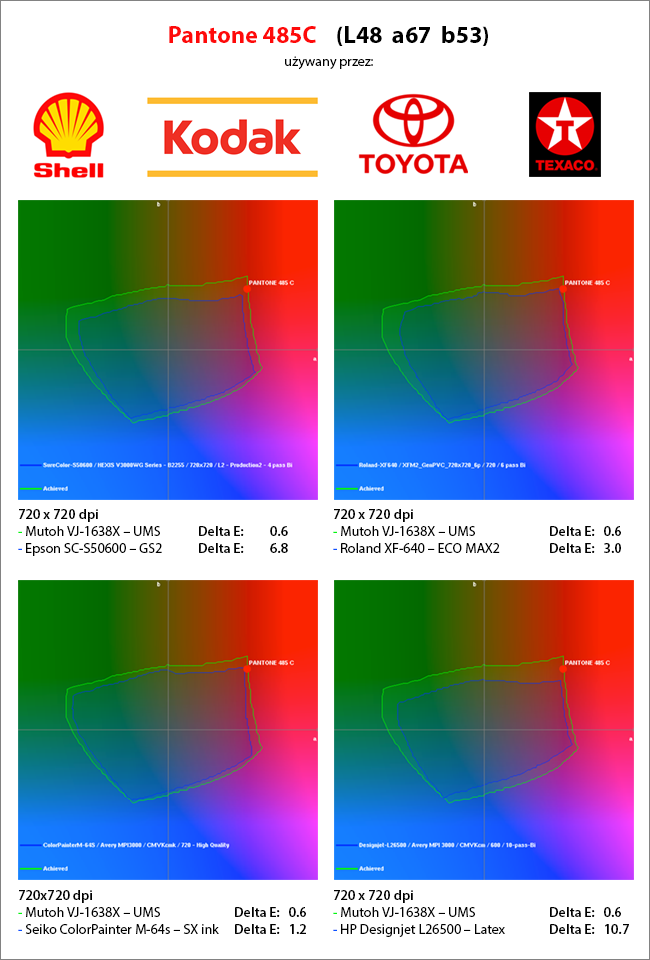 Pantone 485C (L48 a67 b53)
używany przez:
Shell
Kodak
TOYOTA
T
TEXACO
b
PANTONE 485 C
a
SureColor-S50600 / HEXIS V3000WG Series - B2255 / 720x720 / L2 - Production2 - 4 pass Bi
Achieved
b
PANTONE 485 C
a
Roland-XF640 / XFM2_GenPVC_720x720_6p / 720 / 6 pass Bi
Achieved
720 x 720 dpi
- Mutoh VJ-1638X – UMS Delta E: 0.6
- Epson SC-S50600 – GS2 Delta E: 6.8
720 x 720 dpi
- Mutoh VJ-1638X – UMS Delta E: 0.6
- Roland XF-640 – ECO MAX2 Delta E: 3.0
b
PANTONE 485 C
a
ColorPainterM-64S / Avery MPI3000 / CMYKcmk / 720 - High Quality
Achieved
b
PANTONE 485 C
a
Designjet-L26500 / Avery MPI 3000 / CMYKcm / 600 / 10-pass-Bi
Achieved
720x720 dpi
- Mutoh VJ-1638X – UMS Delta E: 0.6
- Seiko ColorPainter M-64s – SX ink Delta E: 1.2
720 x 720 dpi
- Mutoh VJ-1638X – UMS Delta E: 0.6
- HP Designjet L26500 – Latex Delta E: 10.7